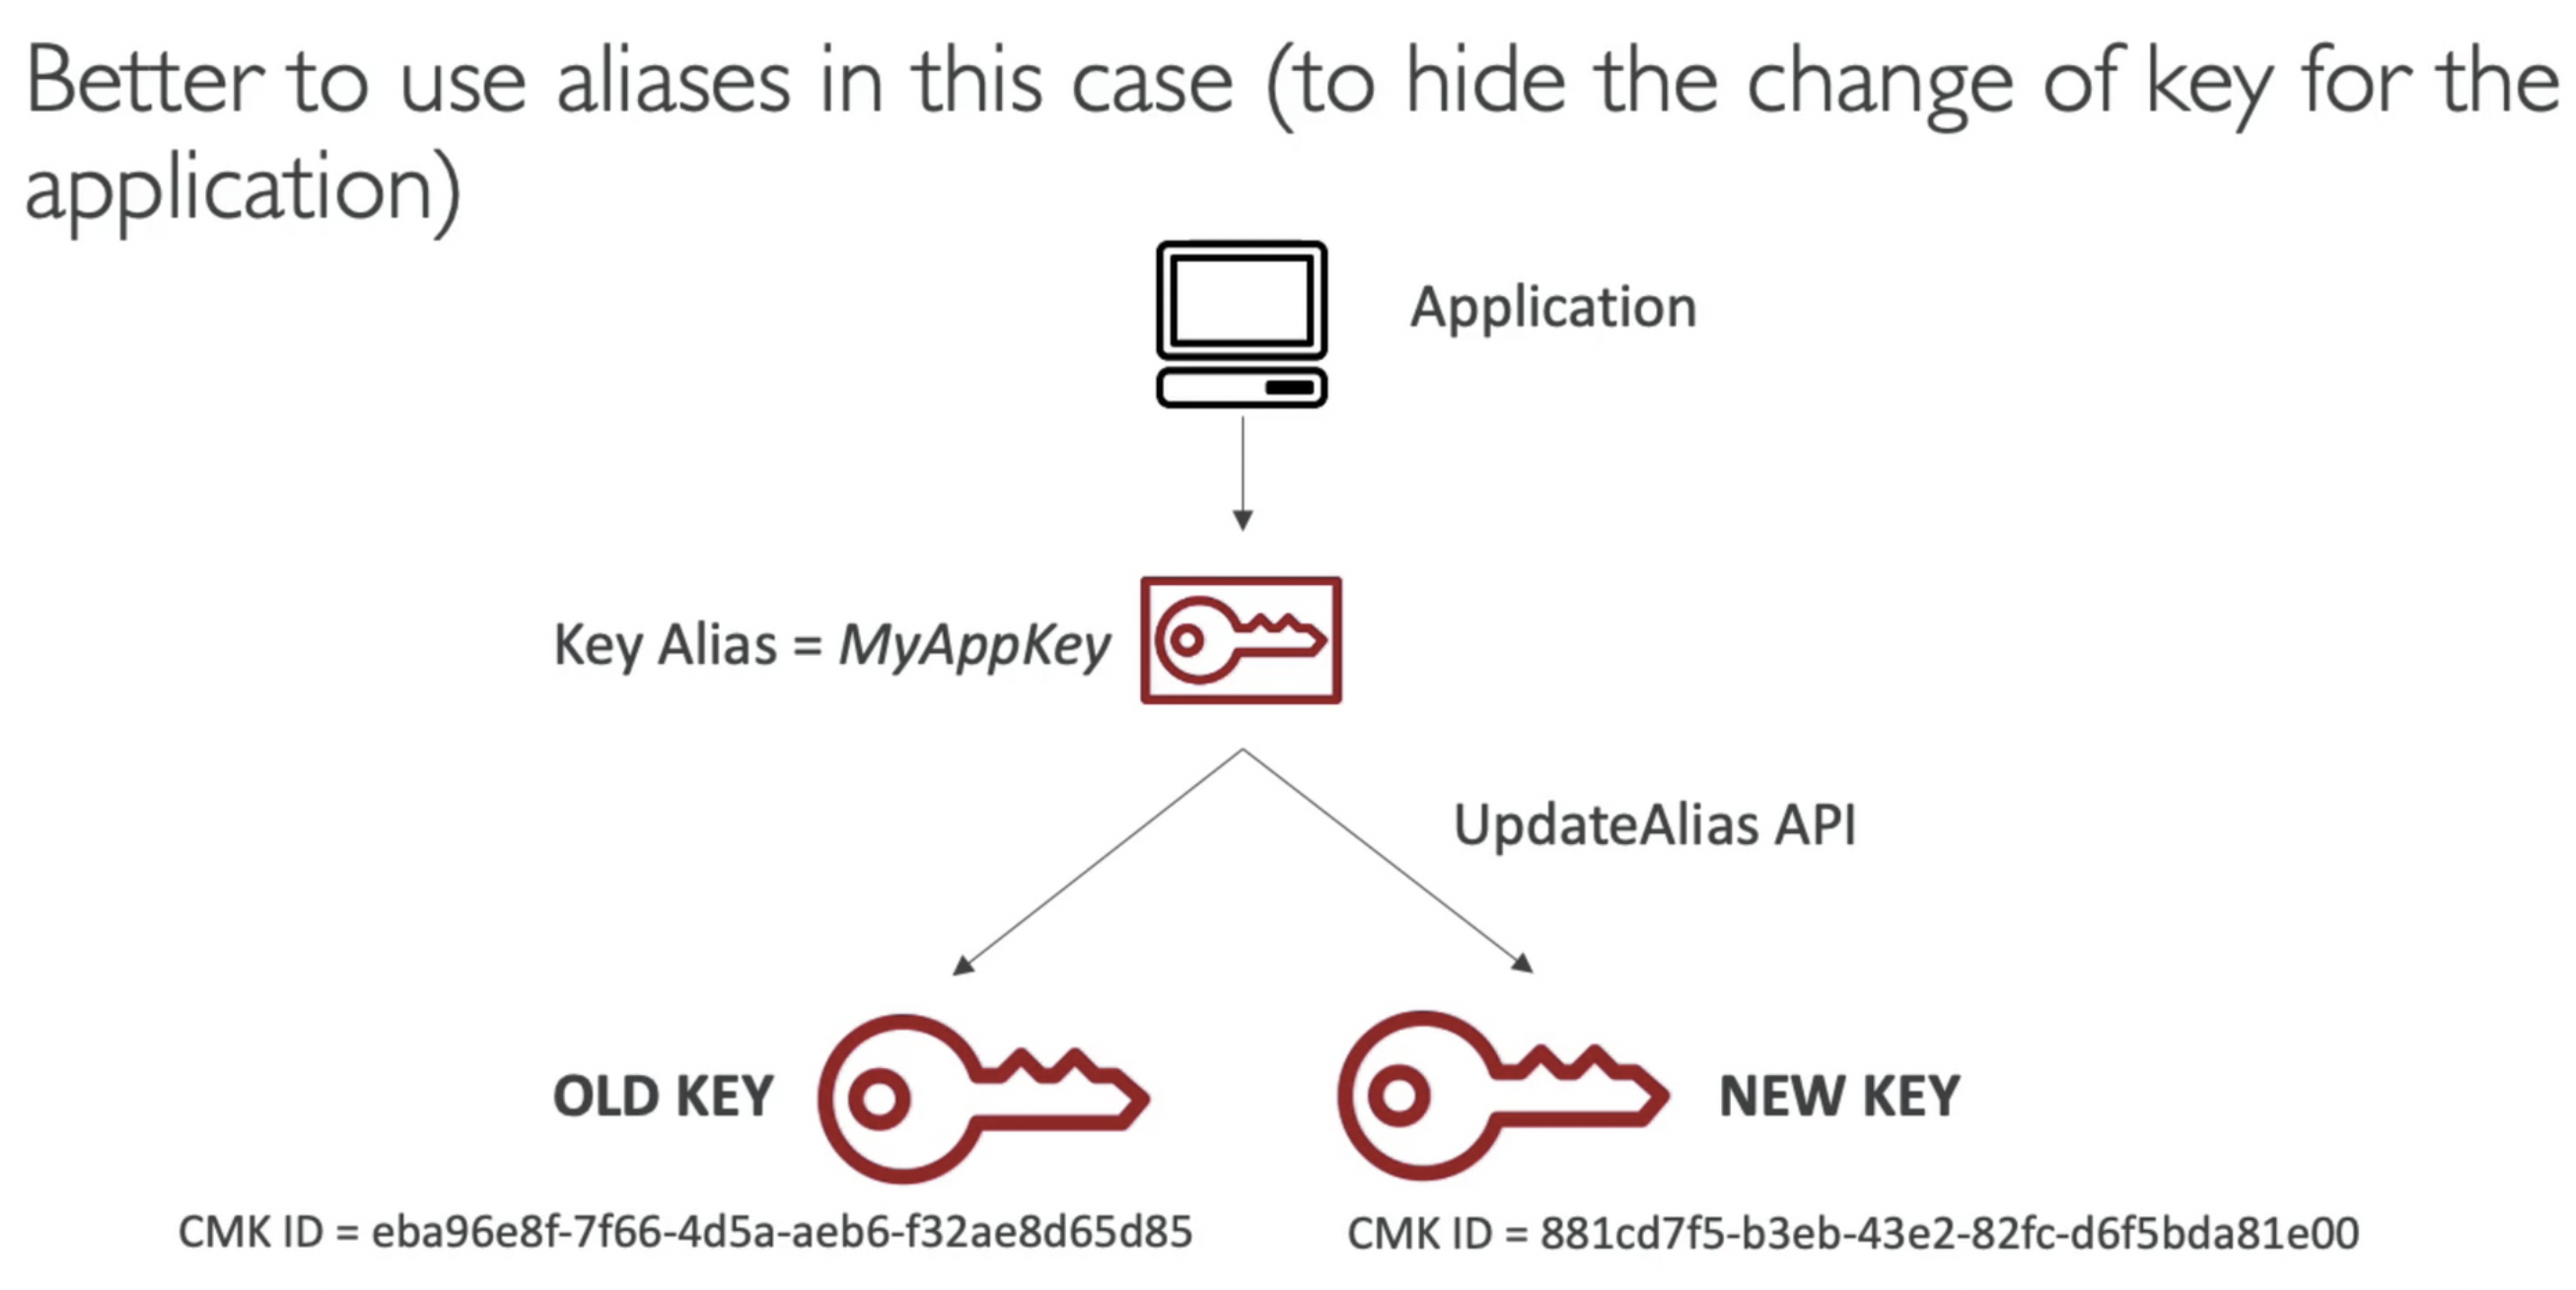 Better to use aliases in this case (to hide the change of key for the
application)
Application
Key Alias = MyAppKey
UpdateAlias API
OLD KEY
NEW KEY
CMK ID = eba96e8f-7f66-4d5a-aeb6-f32ae8d65d85
CMK ID = 881cd7f5-b3eb-43e2-82fc-d6f5bda81e00